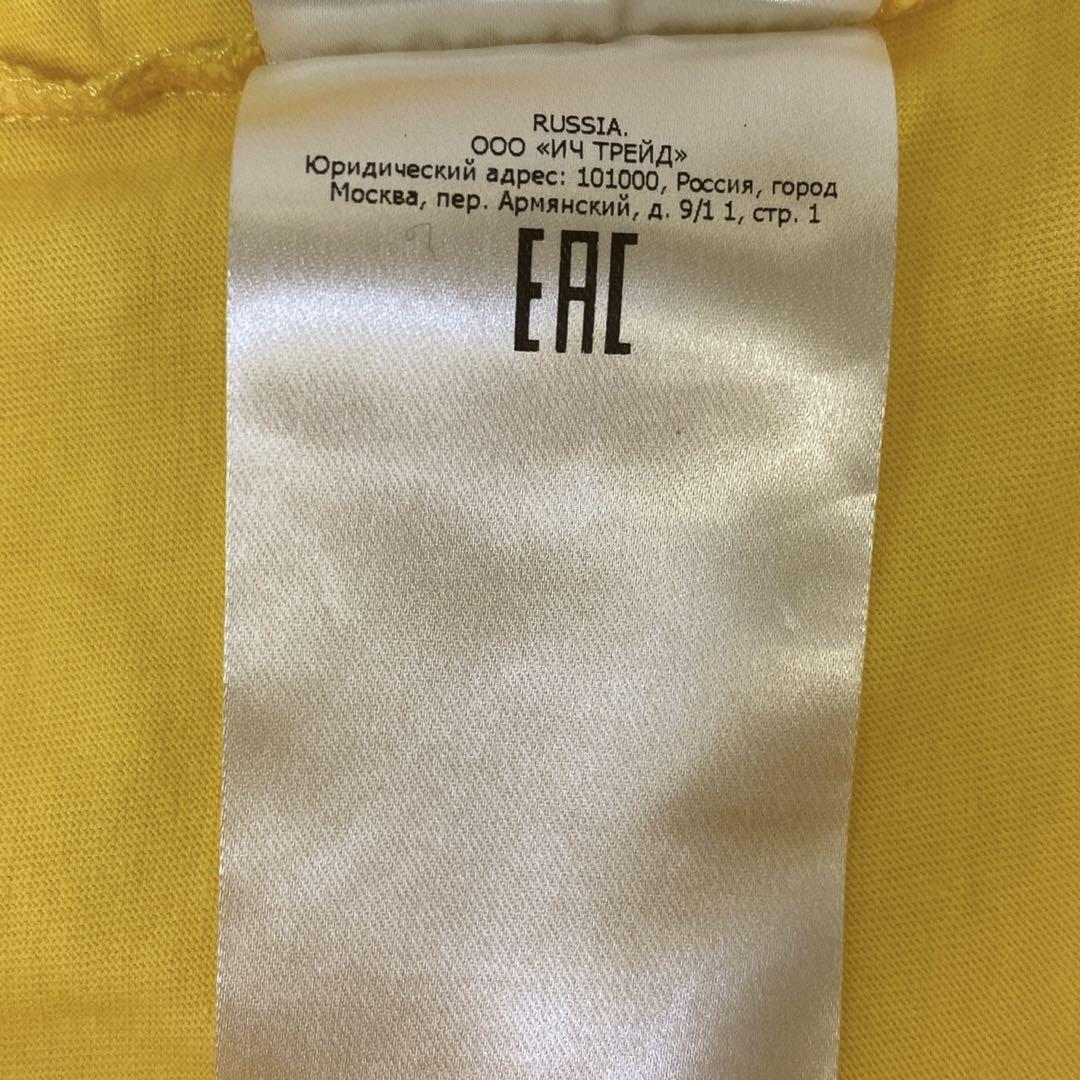 RUSSIA.
ООО «ИЧ ТРЕЙД»
Юридический адрес: 101000, Россия, город
Москва, пер. Армянский, д. 9/1 1, стр. 1
EAC